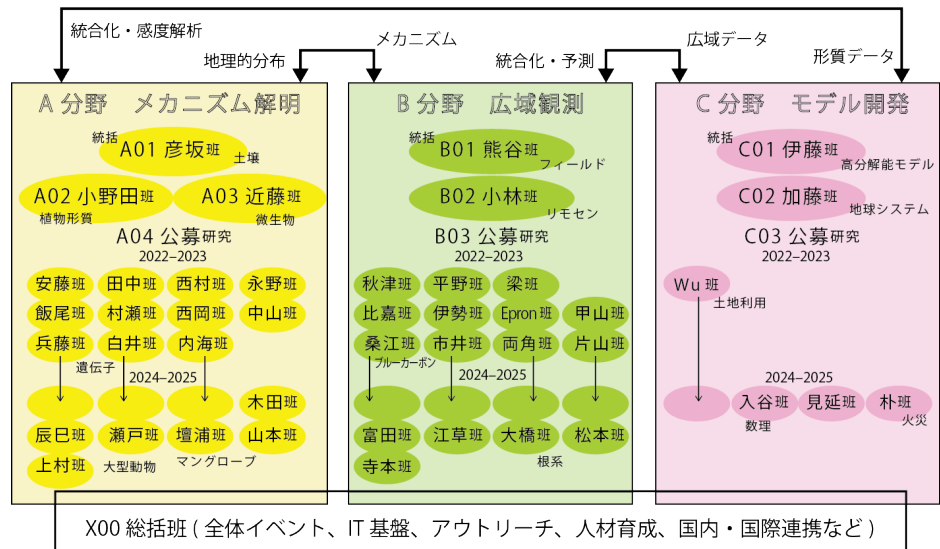 統合化・感度解析
地理的分布
メカニズム
統合化・予測
広域データ
形質データ
A 分野 メカニズム解明
統括
A01 彦坂班
土壌
A02 小野田班
植物形質
A03 近藤班
微生物
A04 公募研究
2022–2023
安藤班 田中班 西村班 永野班
飯尾班 村瀬班 西岡班 中山班
兵藤班 白井班 内海班
遺伝子
2024–2025
木田班
辰巳班 瀬戸班 壇浦班 山本班
上村班 大型動物 マングローブ
B 分野 広域観測
統括
B01 熊谷班
フィールド
B02 小林班
リモセン
B03 公募研究
2022–2023
秋津班 平野班 梁班
比嘉班 伊勢班 Epron 班 甲山班
桑江班 市井班 両角班 片山班
ブルーカーボン
2024–2025
富田班 江草班 大橋班 松本班
寺本班 根系
C 分野 モデル開発
統括
C01 伊藤班
高分解能モデル
C02 加藤班
地球システム
C03 公募研究
2022–2023
Wu 班
土地利用
2024–2025
入谷班 見延班 朴班
数理 火災
X00 総括班 ( 全体イベント、IT 基盤、アウトリーチ、人材育成、国内・国際連携など )